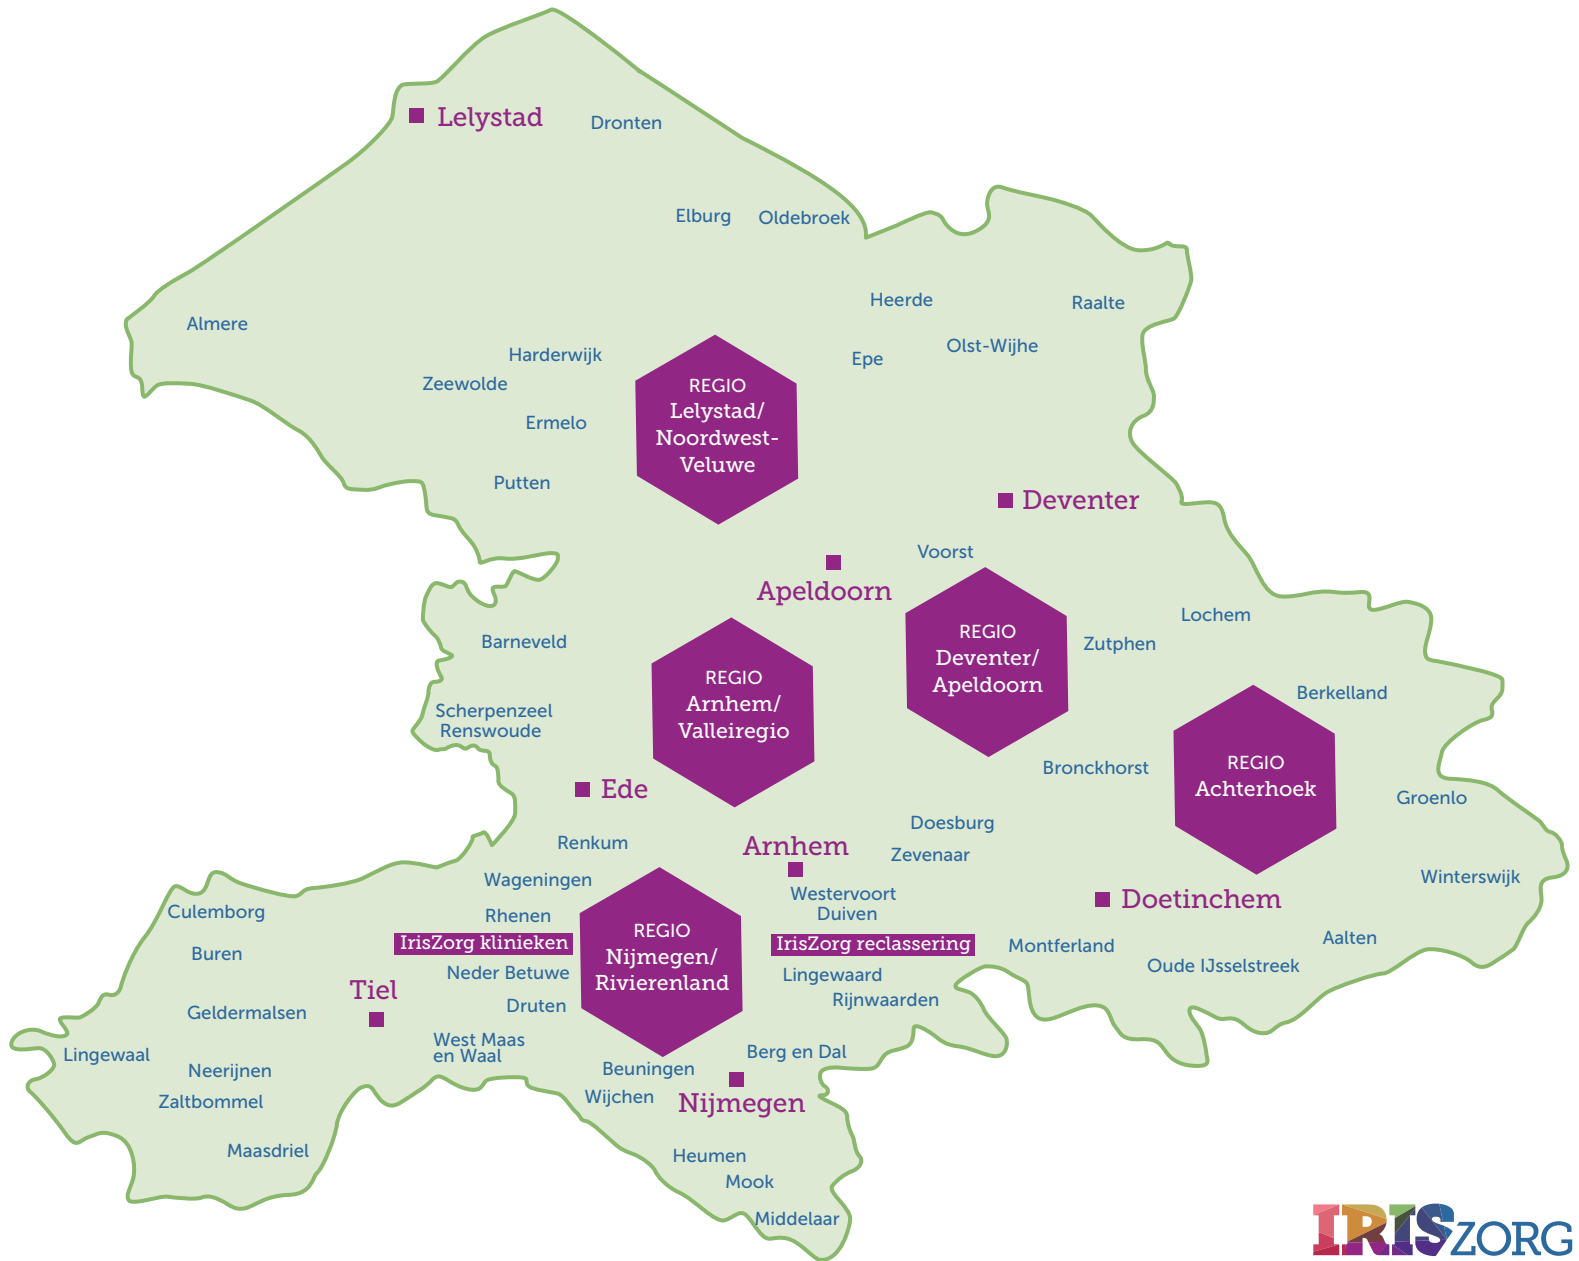 Lelystad
Dronten
Elburg
Oldebroek
Heerde
Raalte
Almere
Olst-Wijhe
Harderwijk
Epe
Zeewolde
REGIO
Lelystad/
Noordwest-
Veluwe
Ermelo
Putten
Deventer
Voorst
Apeldoorn
Lochem
Barneveld
Zutphen
REGIO
Deventer/
Apeldoorn
REGIO
Arnhem/
Valleiregio
Berkelland
Scherpenzeel
Renswoude
Bronckhorst
REGIO
Achterhoek
Ede
Groenlo
Doesburg
Renkum
Arnhem
Zevenaar
Wageningen
Westervoort
Duiven
Winterswijk
Doetinchem
Culemborg
Rhenen
REGIO
Nijmegen/
Rivierenland
IrisZorg klinieken
IrisZorg reclassering
Montferland
Aalten
Buren
Neder Betuwe
Lingewaard
Oude IJsselstreek
Tiel
Rijnwaarden
Druten
Geldermalsen
West Maas
en Waal
Lingewaal
Berg en Dal
Neerijnen
Beuningen
Wijchen
Zaltbommel
Nijmegen
Maasdriel
Heumen
Mook
Middelaar
IRISZORG